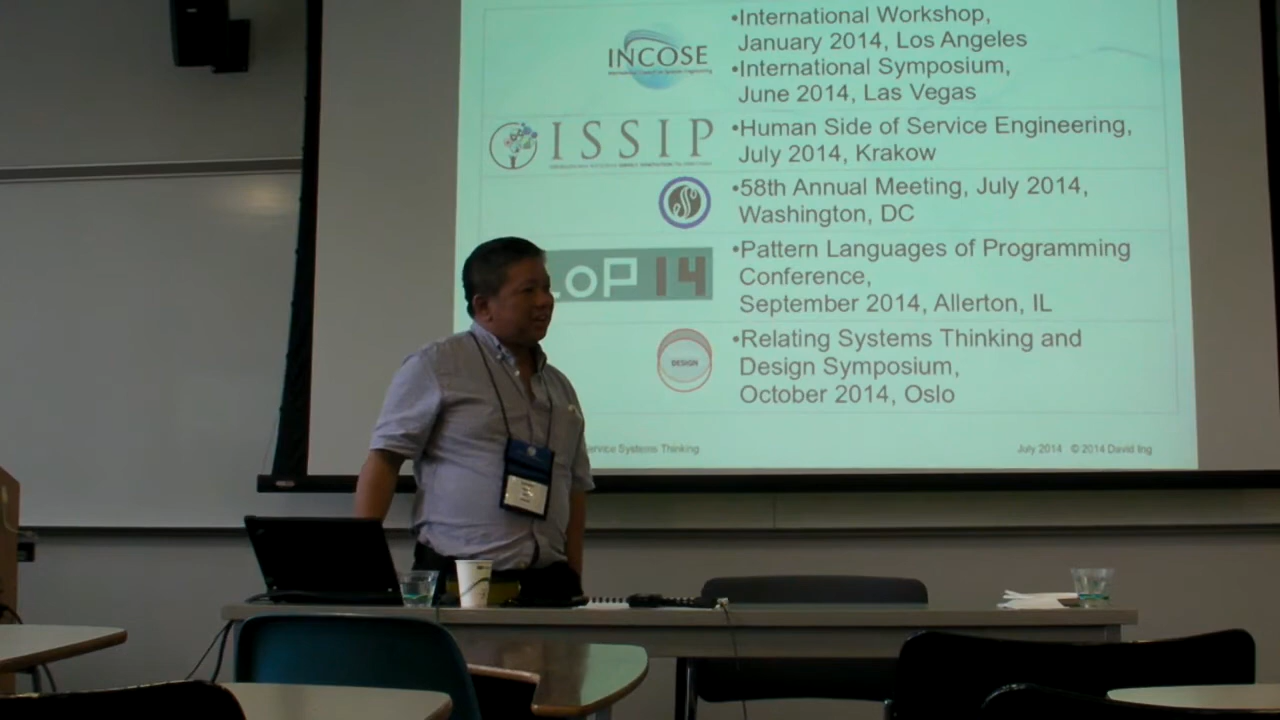 •International Workshop,
January 2014, Los Angeles
INCOSE
•International Symposium,
June 2014, Las Vegas
ISSIP
•Human Side of Service Engineering,
July 2014, Krakow
•58th Annual Meeting, July 2014,
Washington, DC
LoP 14
•Pattern Languages of Programming
Conference,
September 2014, Allerton, IL
DESIGN
•Relating Systems Thinking and
Design Symposium,
October 2014, Oslo
ervice Systems Thinking
July 2014 © 2014 David Ing